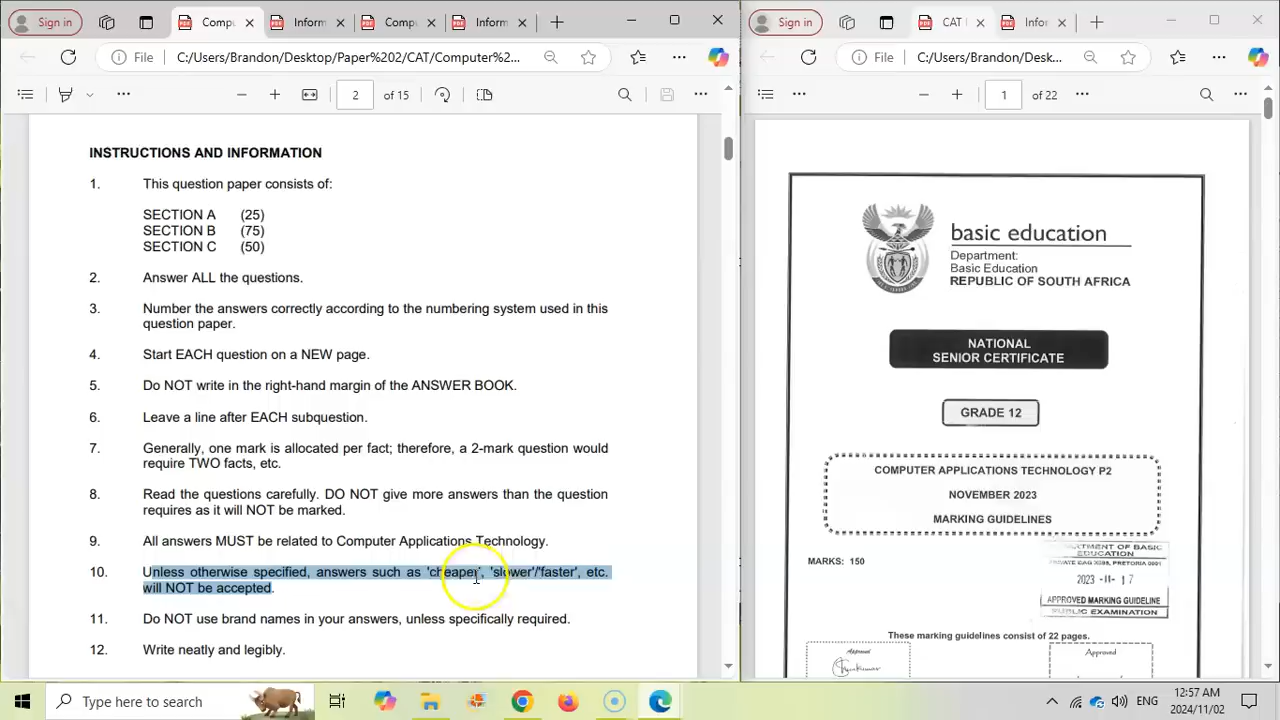 Sign in
Comp
Inform
Compu
Inform
Sign in
CAT I
Infor
File
C:/Users/Brandon/Desktop/Paper%202/CAT/Computer%2...
File
C:/Users/Brandon/Desktop/Pa...
2 of 15
1 of 22
INSTRUCTIONS AND INFORMATION
1. This question paper consists of:
SECTION A (25)
SECTION B (75)
SECTION C (50)
2. Answer ALL the questions.
3. Number the answers correctly according to the numbering system used in this
question paper.
4. Start EACH question on a NEW page.
5. Do NOT write in the right-hand margin of the ANSWER BOOK.
6. Leave a line after EACH subquestion.
7. Generally, one mark is allocated per fact; therefore, a 2-mark question would
require TWO facts, etc.
8. Read the questions carefully. DO NOT give more answers than the question
requires as it will NOT be marked.
9. All answers MUST be related to Computer Applications Technology.
10. Unless otherwise specified, answers such as 'cheaper', 'slower'/'faster', etc.
will NOT be accepted.
11. Do NOT use brand names in your answers, unless specifically required.
12. Write neatly and legibly.
basic education
Department:
Basic Education
REPUBLIC OF SOUTH AFRICA
NATIONAL
SENIOR CERTIFICATE
GRADE 12
COMPUTER APPLICATIONS TECHNOLOGY P2
NOVEMBER 2023
MARKING GUIDELINES
MARKS: 150
EDUCATION
2023 -11- 17
APPROVED MARKING GUIDELINE
PUBLIC EXAMINATION
These marking guidelines consist of 22 pages.
Approved
Approved
Type here to search
12:57 AM
2024/11/02